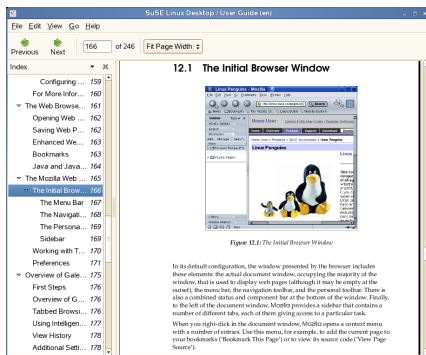 SuSE Linux Desktop / User Guide (en)
File Edit View Go Help
Previous Next 166 of 246 Fit Page Width
Index
Configuring ... 159
For More Infor... 160
The Web Browse... 161
Opening Web ... 162
Saving Web P... 162
Enhanced We... 163
Bookmarks 163
Java and Java... 164
The Mozilla Web ... 165
The Initial Brow... 166
The Menu Bar 167
The Navigati... 168
The Persona... 169
Sidebar 169
Working with T... 170
Preferences 171
Overview of Gale... 175
First Steps 176
Overview of G... 176
Tabbed Browsi... 176
Using Intelligen... 177
View History 178
Additional Setti... 178
12.1 The Initial Browser Window
Linux Penguins - Mozilla
Home User
Linux Penguins
Figure 12.1: The Initial Browser Window
In its default configuration, the window presented by the browser includes
these elements: the actual document window, occupying the majority of the
window, that is used to display web pages (although it may be empty at the
outset), the menu bar, the navigation toolbar, and the personal toolbar. There is
also a combined status and component bar at the bottom of the window. Finally,
to the left of the document window, Mozilla provides a sidebar that contains a
number of different tabs, each of them giving access to a particular task.
When you right-click in the document window, Mozilla opens a context menu
with a number of entries. Use this menu, for example, to add the current page to
your bookmarks ('Bookmark This Page') or to view its source code ('View Page
Source').